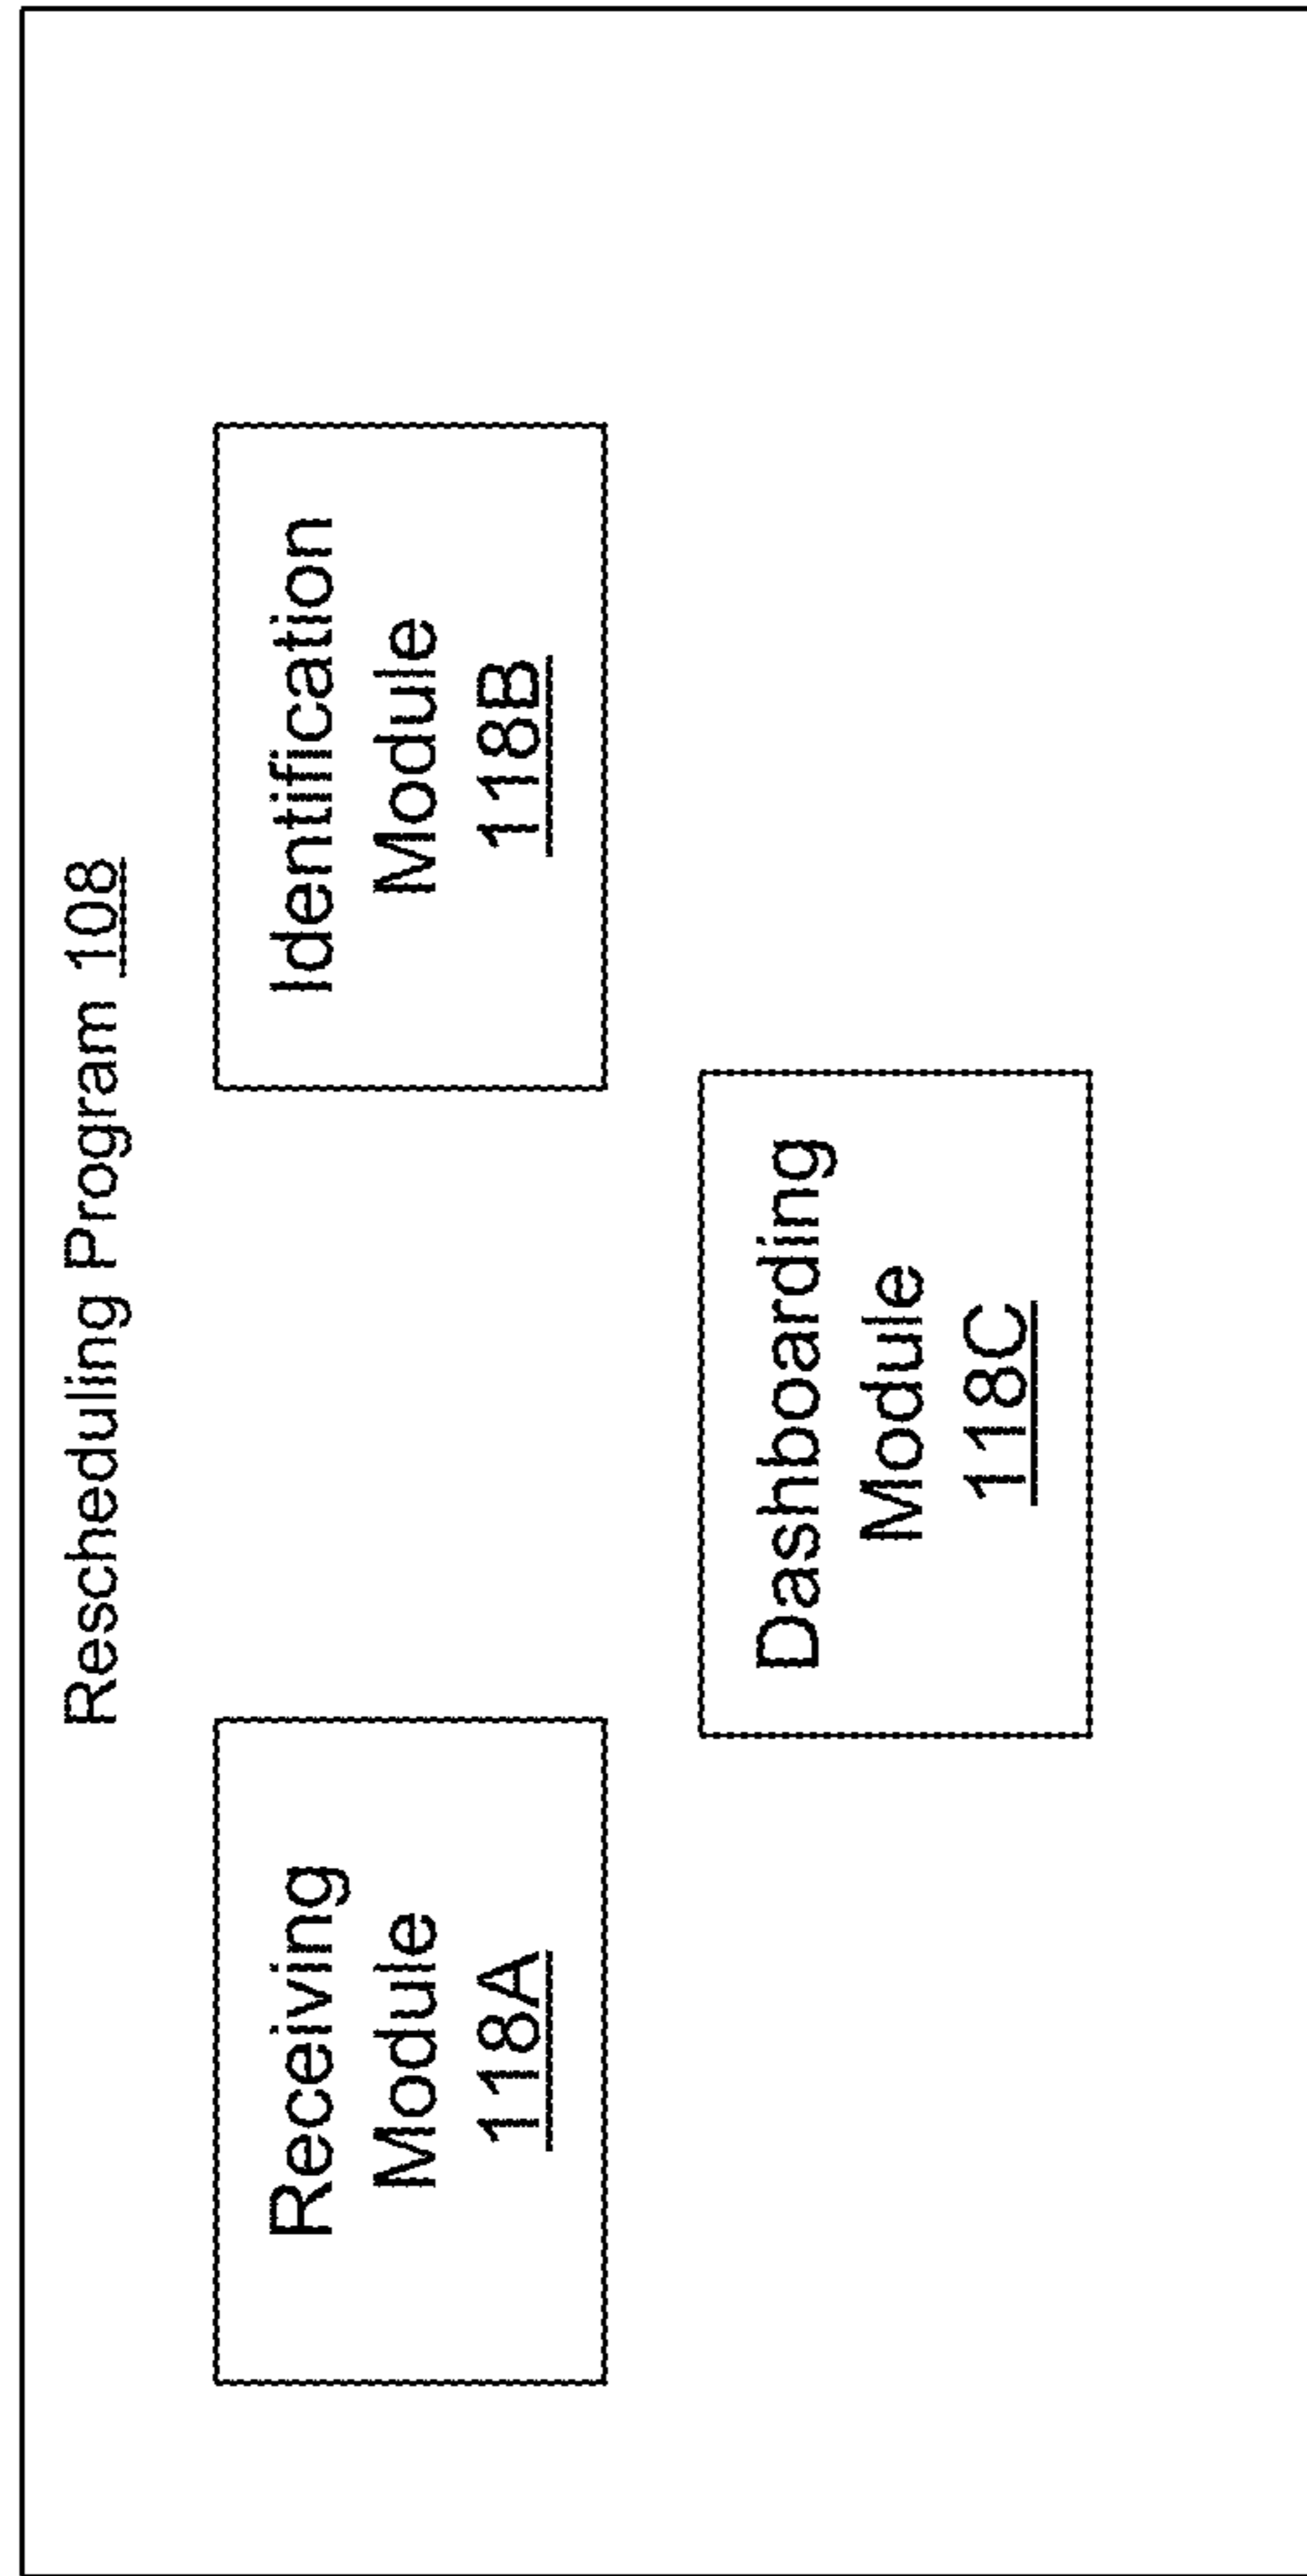 Rescheduling Program 108
Receiving
Module
118A
Identification
Module
118B
Dashboarding
Module
118C